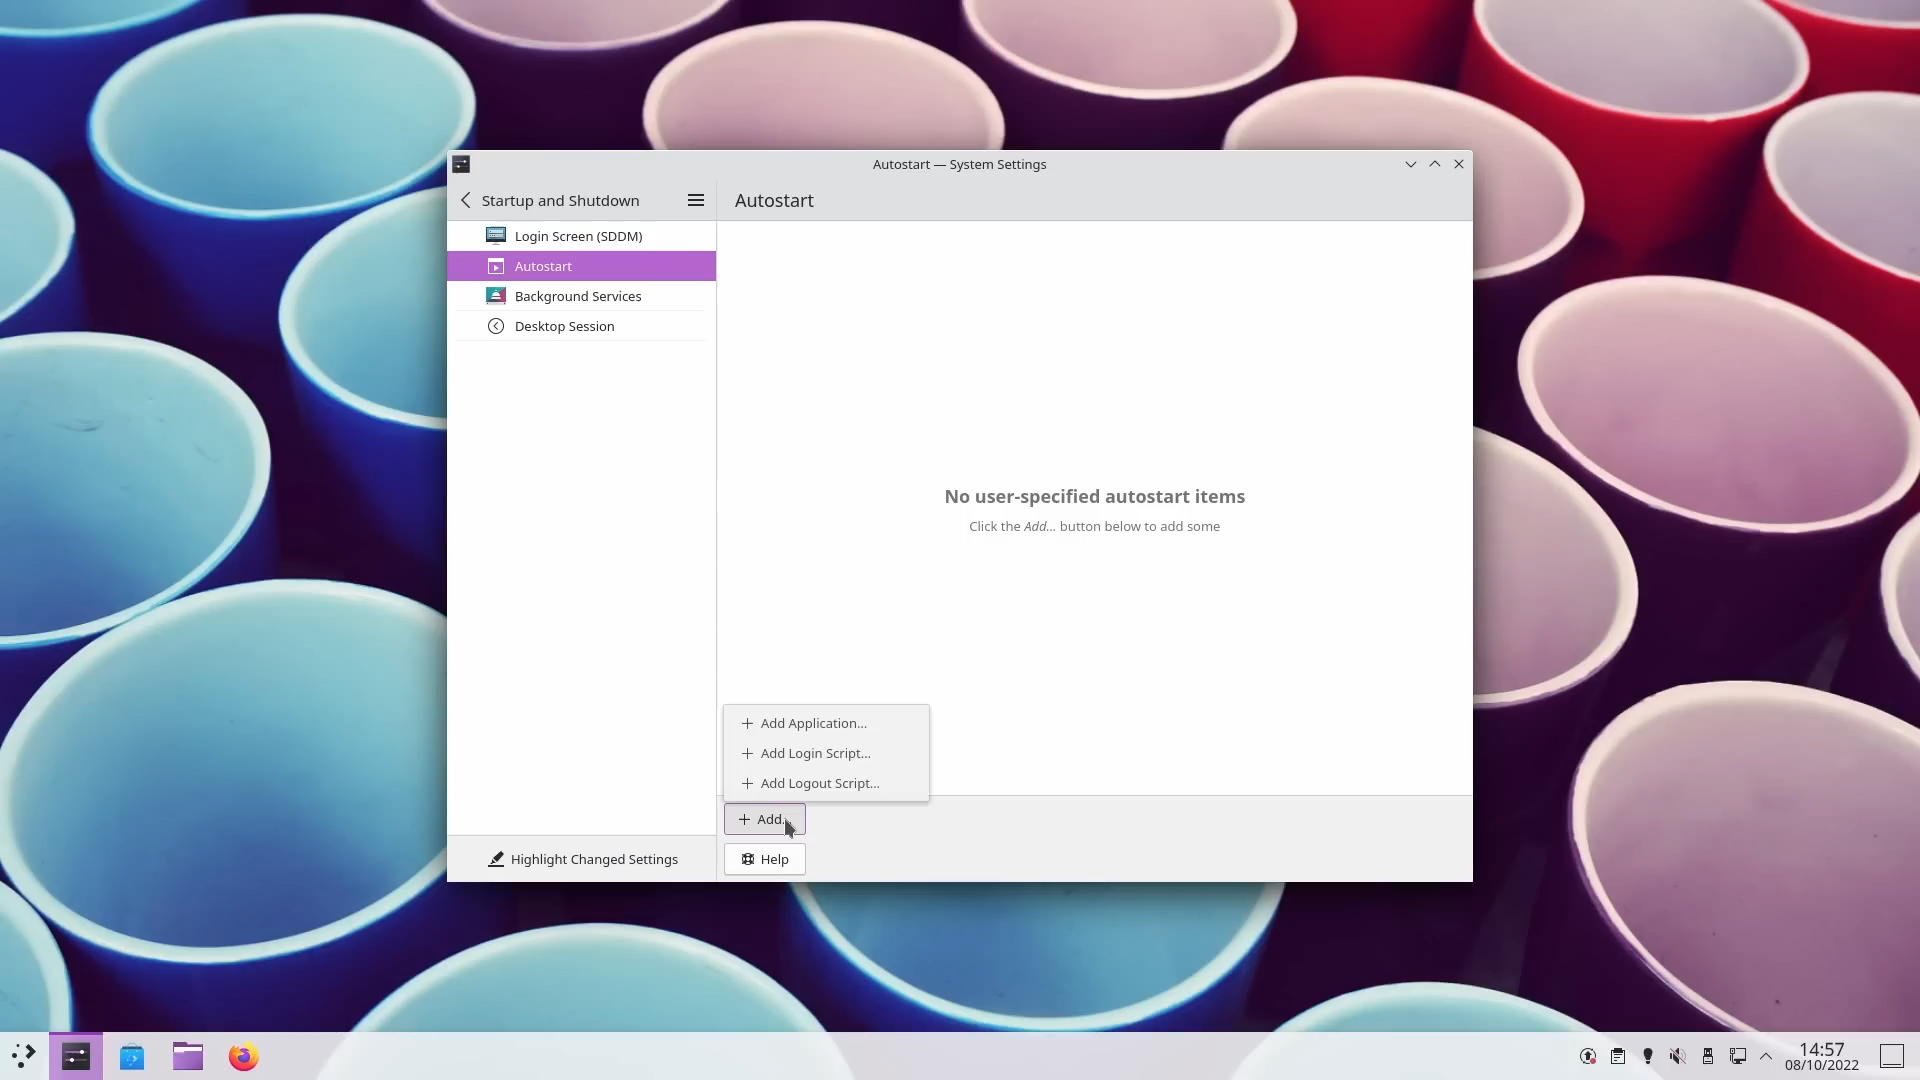 Autostart — System Settings
Startup and Shutdown
Autostart
Login Screen (SDDM)
Autostart
Background Services
Desktop Session
No user-specified autostart items
Click the Add... button below to add some
Add Application...
Add Login Script...
Add Logout Script...
Add...
Help
Highlight Changed Settings
14:57
08/10/2022